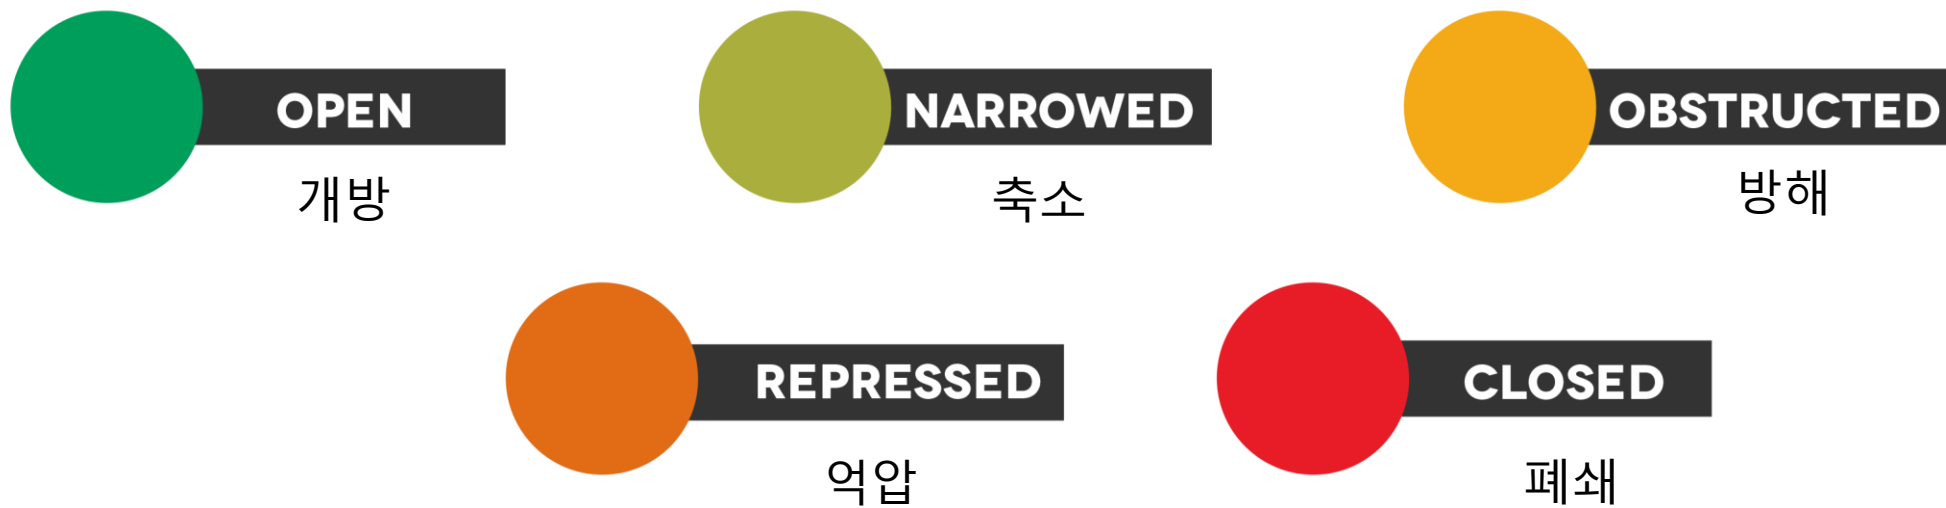 OPEN
개방
NARROWED
축소
OBSTRUCTED
방해
REPRESSED
억압
CLOSED
폐쇄